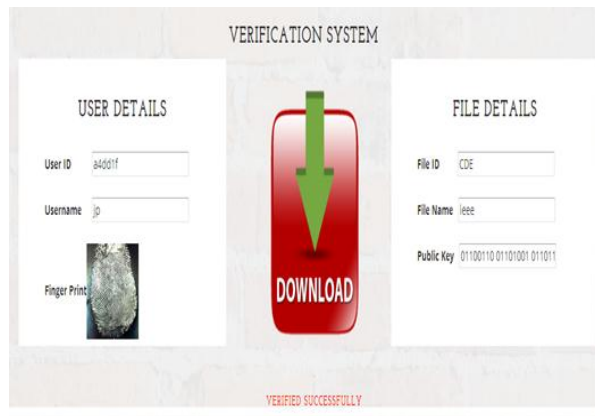 VERIFICATION SYSTEM
USER DETAILS
User ID a4dd1f
Username jp
Finger Print
DOWNLOAD
FILE DETAILS
File ID CDE
File Name Ieee
Public Key 01100110 01101001 011011
VERIFIED SUCCESSFULLY